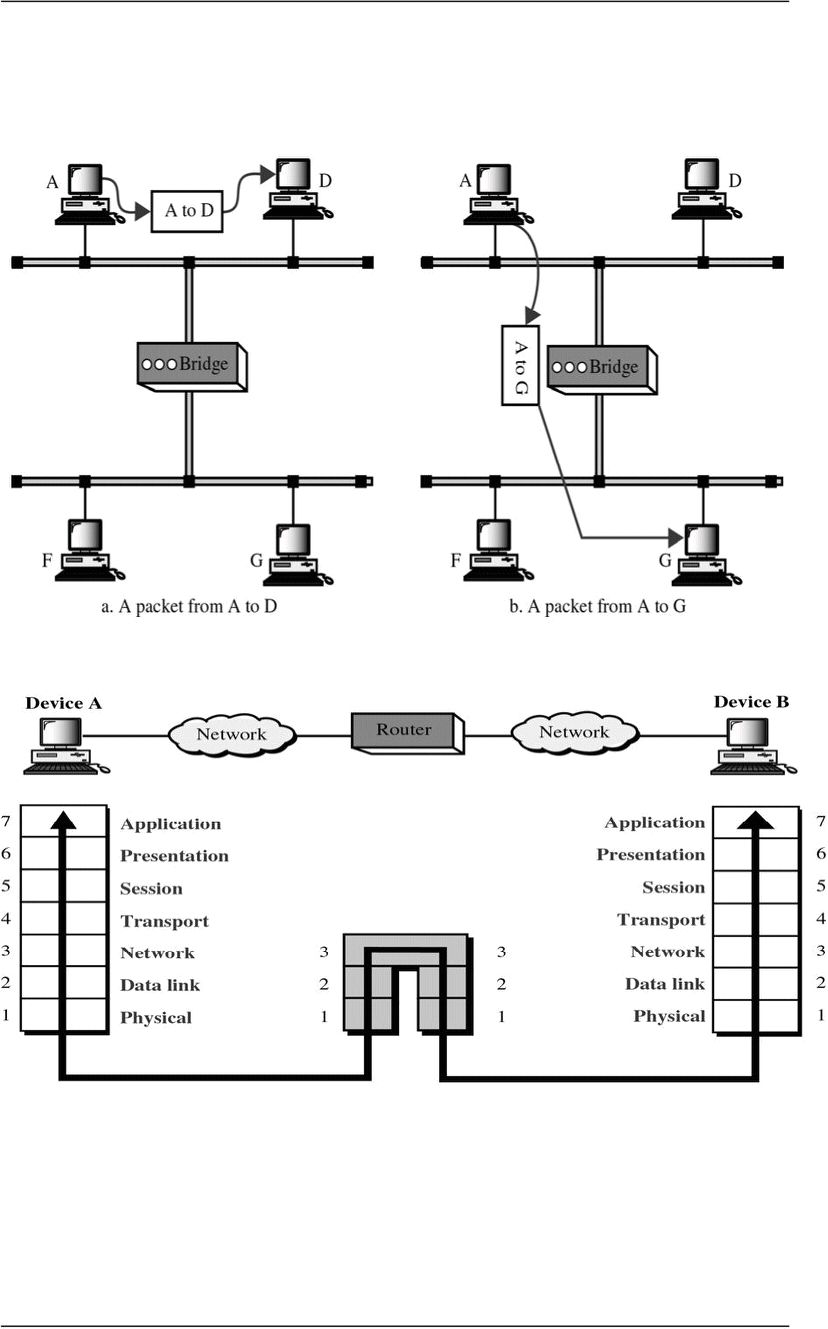 A
A to D
D
Bridge
F
G
a. A packet from A to D
A
D
A to G
Bridge
F
G
b. A packet from A to G
Device A
Network
Router
Network
Device B
7 Application
6 Presentation
5 Session
4 Transport
3 Network
2 Data link
1 Physical
3 3
2 2
1 1
Application 7
Presentation 6
Session 5
Transport 4
Network 3
Data link 2
Physical 1